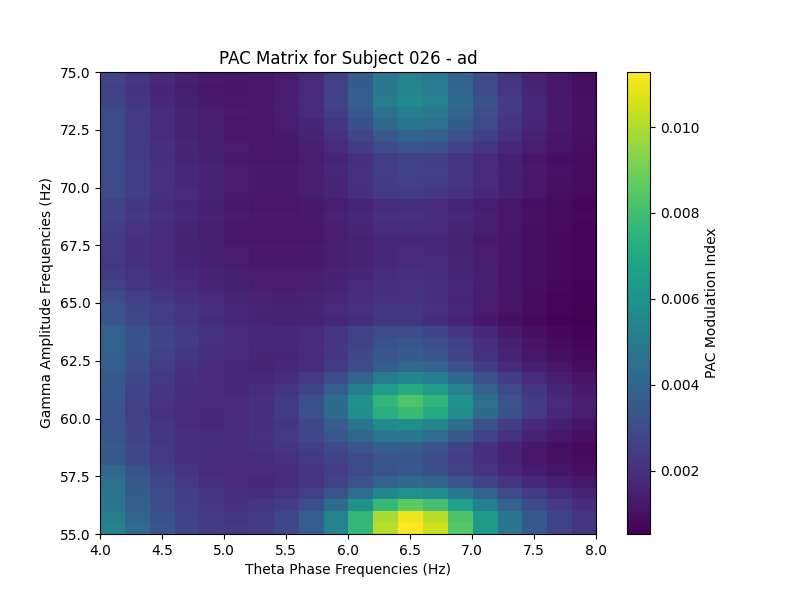 PAC Matrix for Subject 026 - ad
75.0
72.5
70.0
67.5
65.0
62.5
60.0
57.5
55.0
Gamma Amplitude Frequencies (Hz)
4.0 4.5 5.0 5.5 6.0 6.5 7.0 7.5 8.0
Theta Phase Frequencies (Hz)
0.010
0.008
0.006
0.004
0.002
PAC Modulation Index